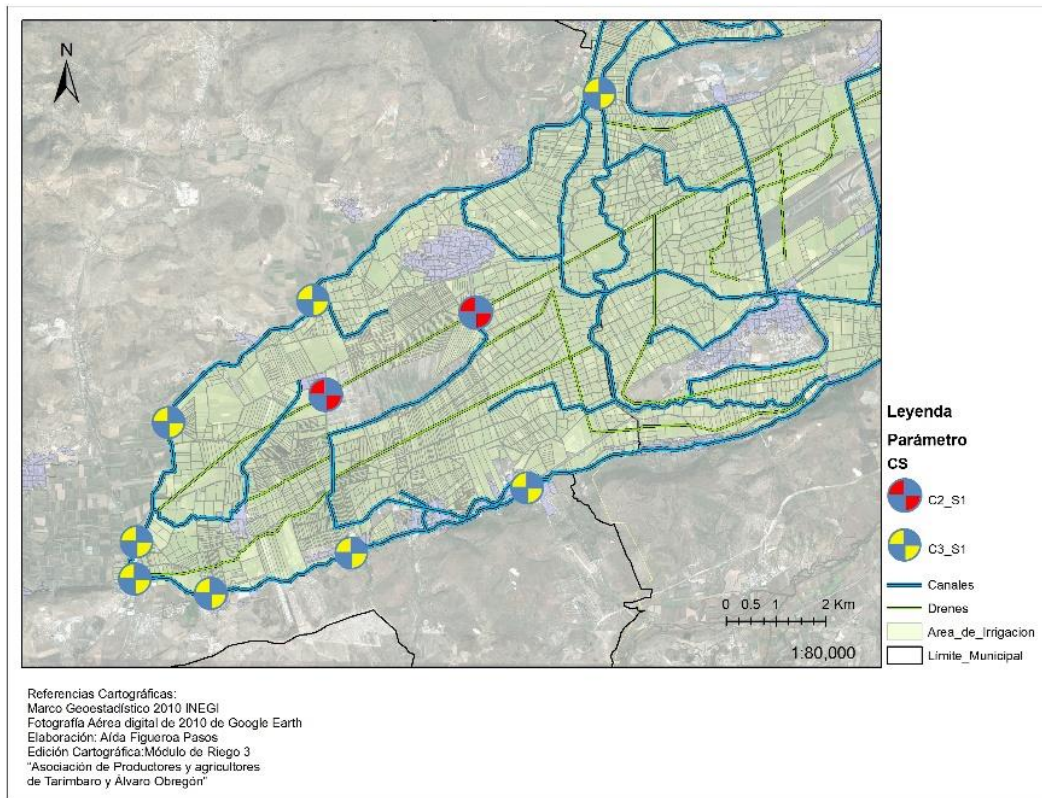 N
Leyenda
Parámetro
CS
C2_S1
C3_S1
Canales
Drenes
Area_de_Irrigacion
Límite_Municipal
0 0.5 1 2 Km
1:80,000
Referencias Cartográficas:
Marco Geoestadístico 2010 INEGI
Fotografía Aérea digital de 2010 de Google Earth
Elaboración: Aída Figueroa Pasos
Edición Cartográfica:Módulo de Riego 3
"Asociación de Productores y agricultores
de Tarimbaro y Álvaro Obregón"